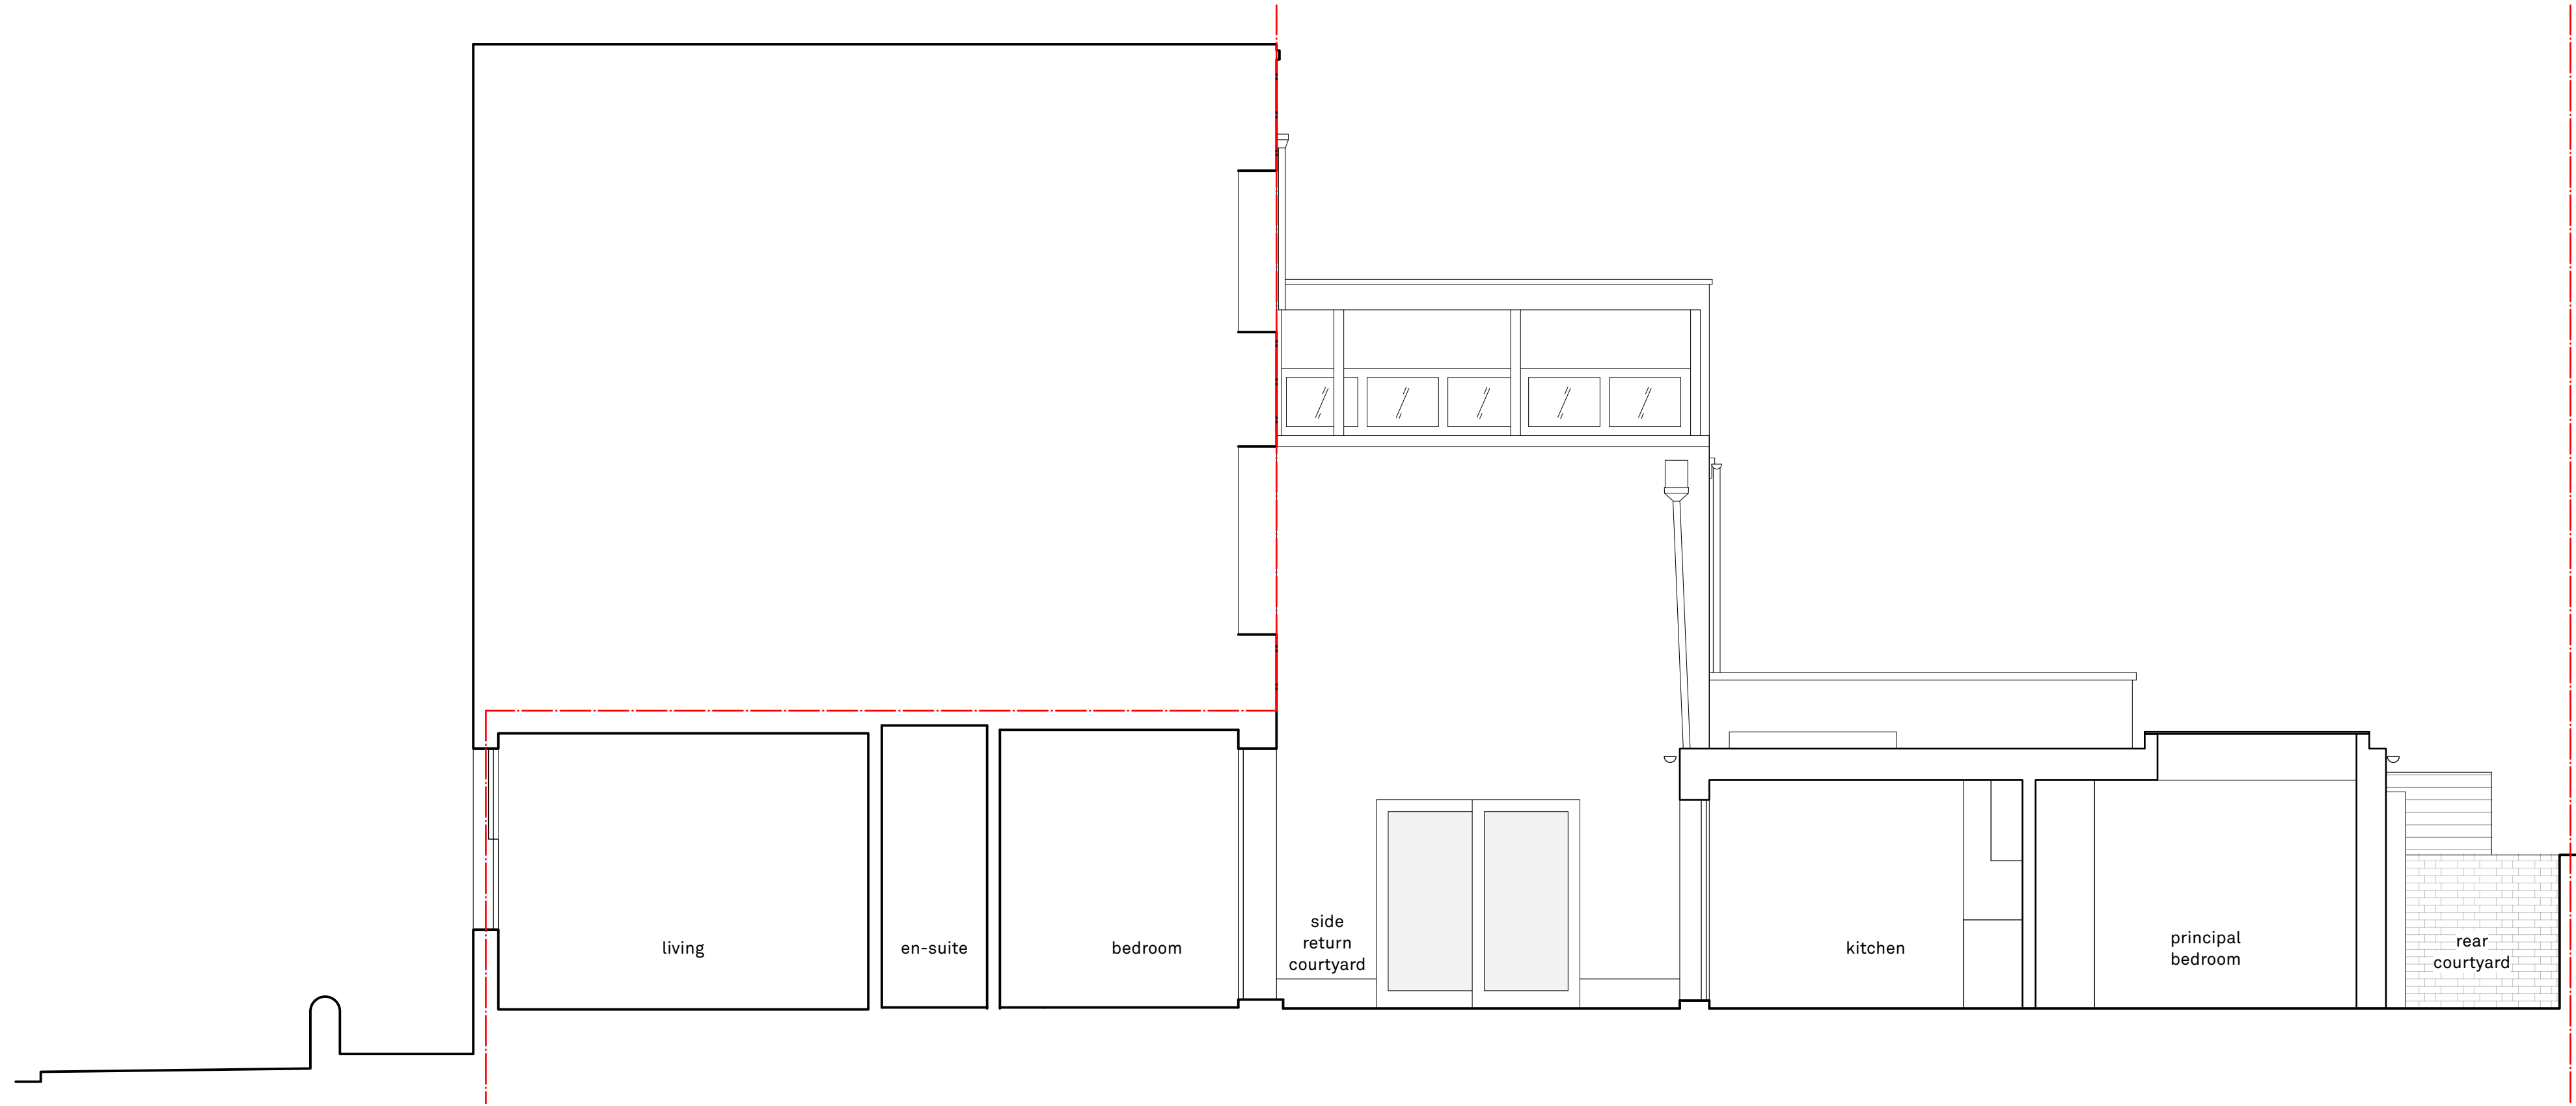 living
en-suite
bedroom
side
return
courtyard
kitchen
principal
bedroom
rear
courtyard